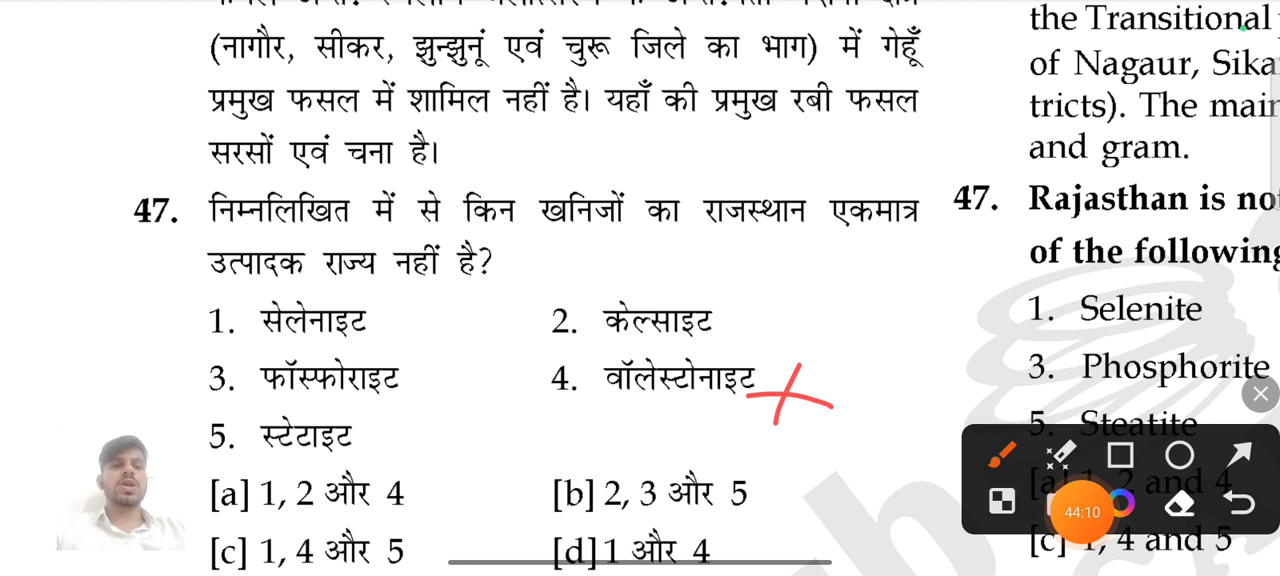 (नागौर, सीकर, झुन्झुनूं एवं चुरू जिले का भाग) में गेहूँ
प्रमुख फसल में शामिल नहीं है। यहाँ की प्रमुख रबी फसल
सरसों एवं चना है।
47. निम्नलिखित में से किन खनिजों का राजस्थान एकमात्र
उत्पादक राज्य नहीं है?
1. सेलेनाइट 2. केल्साइट
3. फॉस्फोराइट 4. वॉलेस्टोनाइट
5. स्टेटाइट
[a] 1, 2 और 4 [b] 2, 3 और 5
[c] 1, 4 और 5 [d] 1 और 4
the Transitional
of Nagaur, Sika
tricts). The main
and gram.
47. Rajasthan is no
of the following
1. Selenite
3. Phosphorite
5. Steatite
[a] 1, 2 and 4
[c] 1, 4 and 5
44:10